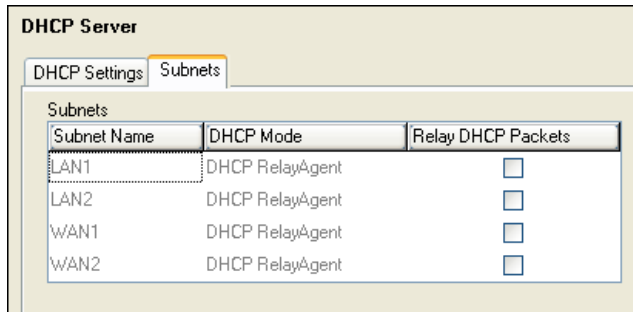 DHCP Server
DHCP Settings Subnets
Subnets
Subnet Name DHCP Mode Relay DHCP Packets
LAN1 DHCP RelayAgent
LAN2 DHCP RelayAgent
WAN1 DHCP RelayAgent
WAN2 DHCP RelayAgent